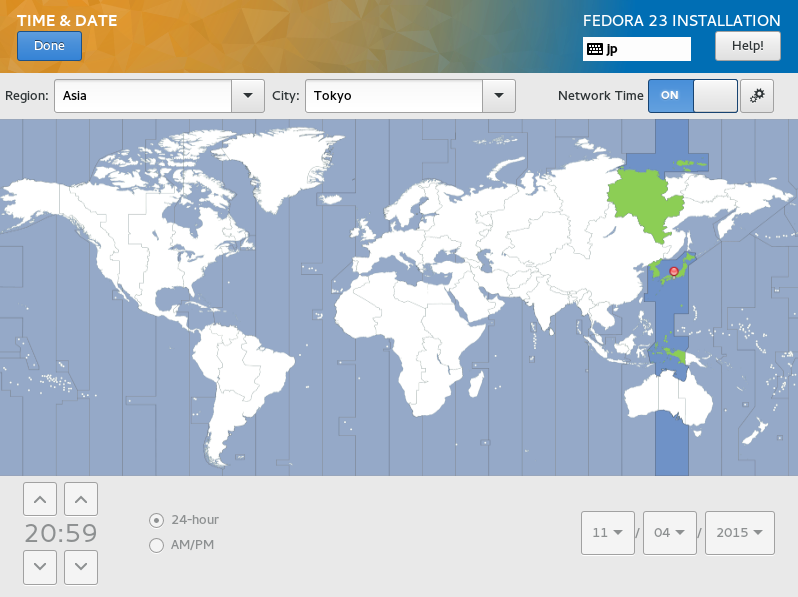 TIME & DATE
FEDORA 23 INSTALLATION
Done
jp
Help!
Region:
Asia
City:
Tokyo
Network Time
ON
20:59
24-hour
AM/PM
11 / 04 / 2015